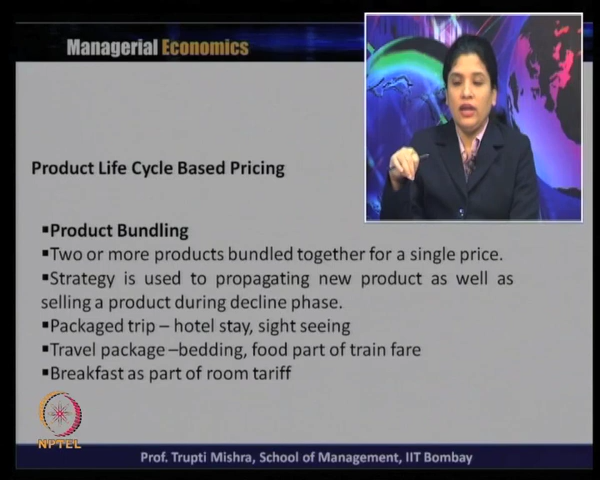 Managerial Economics
Product Life Cycle Based Pricing
▪Product Bundling
▪Two or more products bundled together for a single price.
▪Strategy is used to propagating new product as well as
selling a product during decline phase.
▪Packaged trip – hotel stay, sight seeing
▪Travel package –bedding, food part of train fare
▪Breakfast as part of room tariff
NPTEL
Prof. Trupti Mishra, School of Management, IIT Bombay